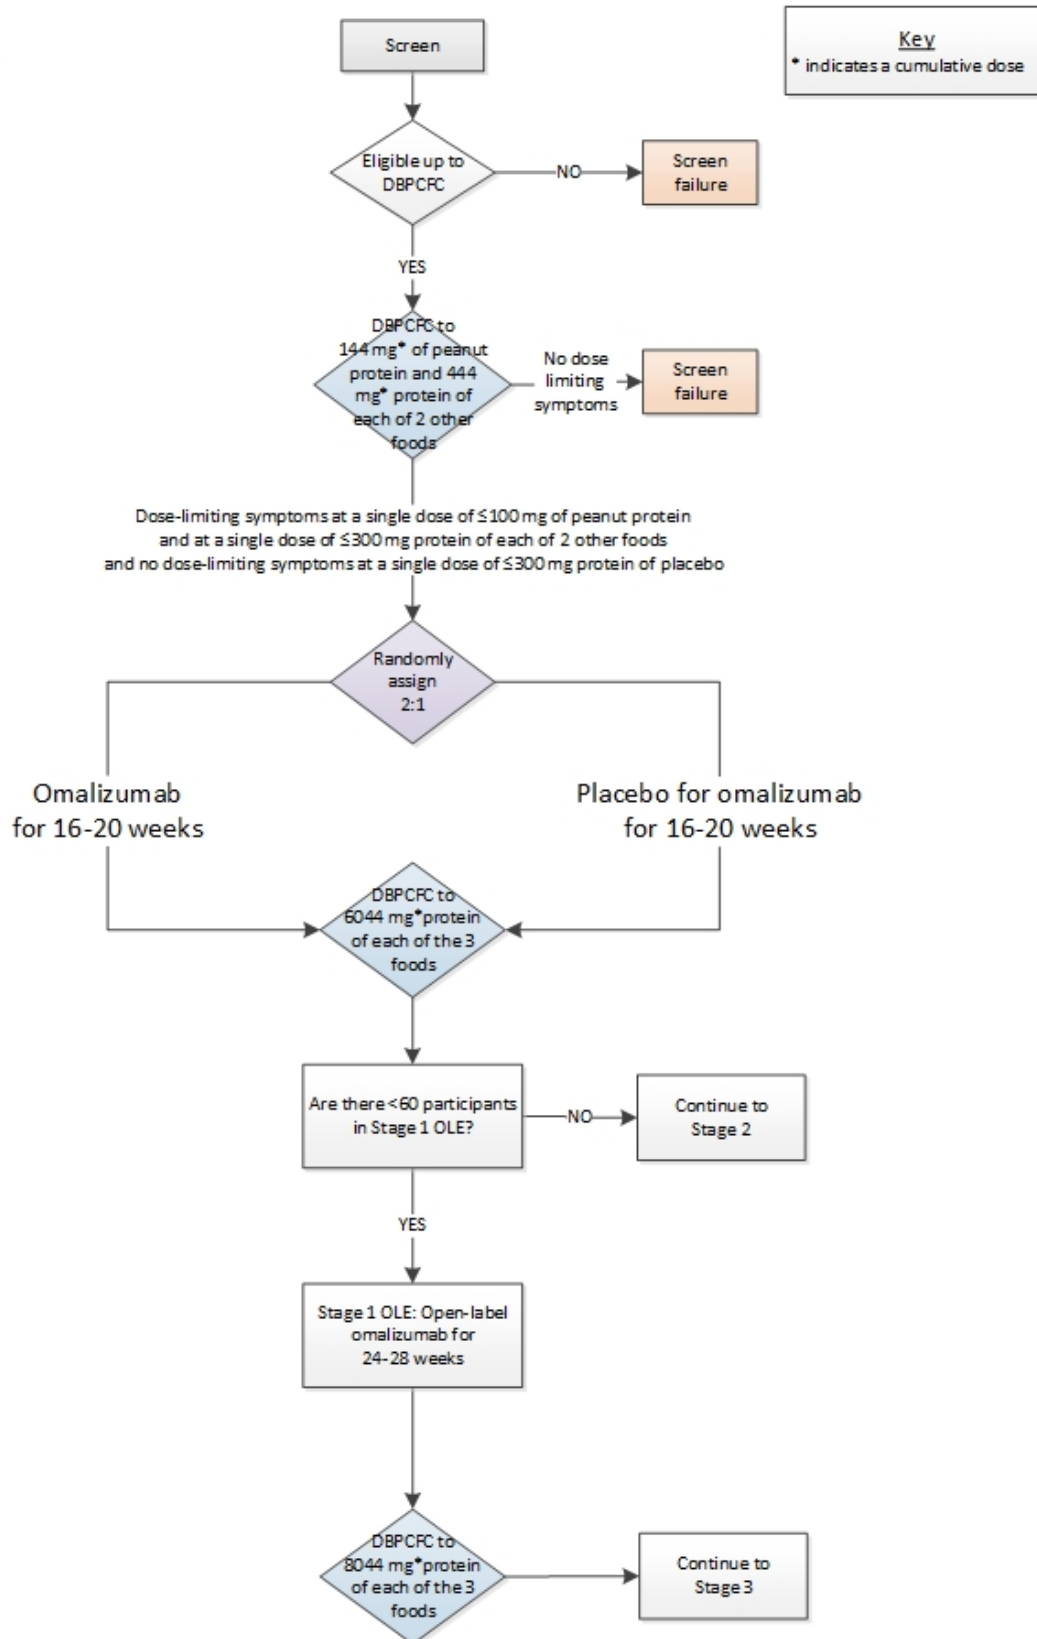 Screen
Key
* indicates a cumulative dose
Eligible up to
DBPCFC
NO
Screen
failure
YES
DBPCFC to
144 mg* of peanut
protein and 444
mg* protein of
each of 2 other
foods
No dose
limiting
symptoms
Screen
failure
Dose-limiting symptoms at a single dose of ≤100 mg of peanut protein
and at a single dose of ≤300 mg protein of each of 2 other foods
and no dose-limiting symptoms at a single dose of ≤300 mg protein of placebo
Randomly
assign
2:1
Omalizumab
for 16-20 weeks
Placebo for omalizumab
for 16-20 weeks
DBPCFC to
6044 mg*protein
of each of the 3
foods
Are there <60 participants
in Stage 1 OLE?
NO
Continue to
Stage 2
YES
Stage 1 OLE: Open-label
omalizumab for
24-28 weeks
DBPCFC to
8044 mg*protein
of each of the 3
foods
Continue to
Stage 3